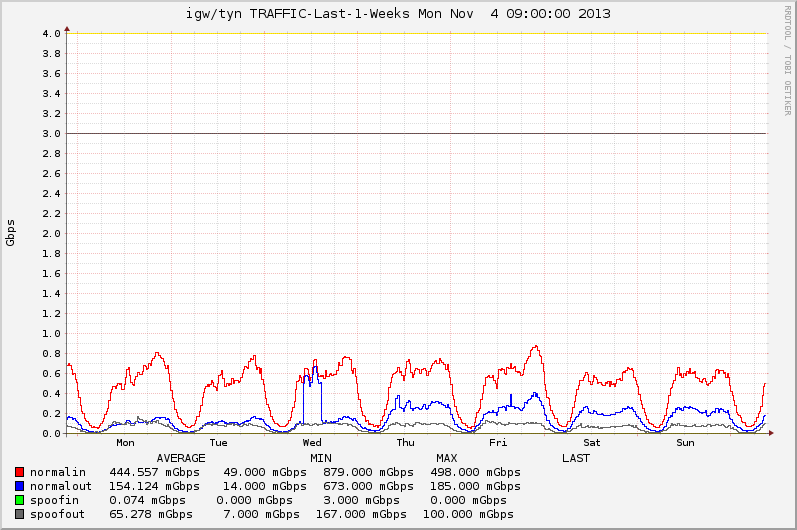 igw/tyn TRAFFIC-Last-1-Weeks Mon Nov  4 09:00:00 2013
RRDTOOL / TOBI OETIKER
Gbps
4.0
3.8
3.6
3.4
3.2
3.0
2.8
2.6
2.4
2.2
2.0
1.8
1.6
1.4
1.2
1.0
0.8
0.6
0.4
0.2
0.0
Mon Tue Wed Thu Fri Sat Sun
AVERAGE MIN MAX LAST
normalin 444.557 mGbps 49.000 mGbps 879.000 mGbps 498.000 mGbps
normalout 154.124 mGbps 14.000 mGbps 673.000 mGbps 185.000 mGbps
spoofin 0.074 mGbps 0.000 mGbps 3.000 mGbps 0.000 mGbps
spoofout 65.278 mGbps 7.000 mGbps 167.000 mGbps 100.000 mGbps